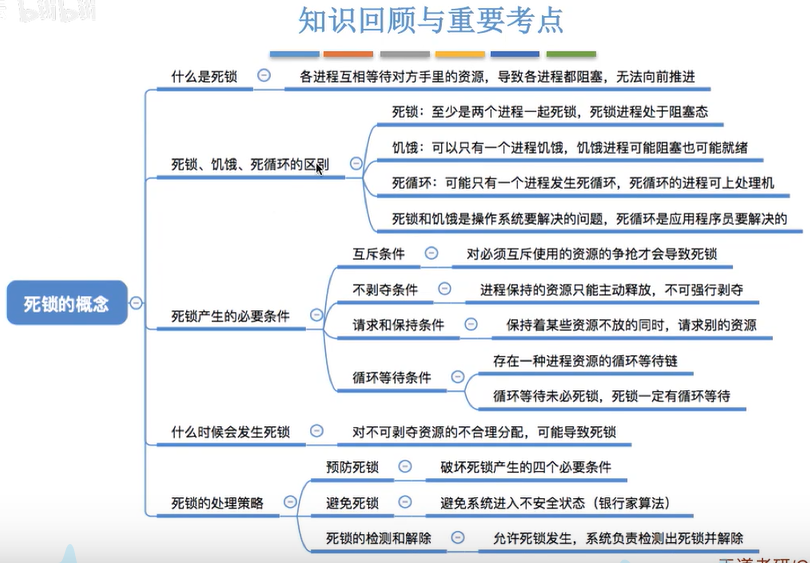 bilibili
知识回顾与重要考点
什么是死锁
各进程互相等待对方手里的资源，导致各进程都阻塞，无法向前推进
死锁、饥饿、死循环的区别
死锁：至少是两个进程一起死锁，死锁进程处于阻塞态
饥饿：可以只有一个进程饥饿，饥饿进程可能阻塞也可能就绪
死循环：可能只有一个进程发生死循环，死循环的进程可上处理机
死锁和饥饿是操作系统要解决的问题，死循环是应用程序员要解决的
死锁的概念
死锁产生的必要条件
互斥条件
对必须互斥使用的资源的争抢才会导致死锁
不剥夺条件
进程保持的资源只能主动释放，不可强行剥夺
请求和保持条件
保持着某些资源不放的同时，请求别的资源
循环等待条件
存在一种进程资源的循环等待链
循环等待未必死锁，死锁一定有循环等待
什么时候会发生死锁
对不可剥夺资源的不合理分配，可能导致死锁
死锁的处理策略
预防死锁
破坏死锁产生的四个必要条件
避免死锁
避免系统进入不安全状态（银行家算法）
死锁的检测和解除
允许死锁发生，系统负责检测出死锁并解除